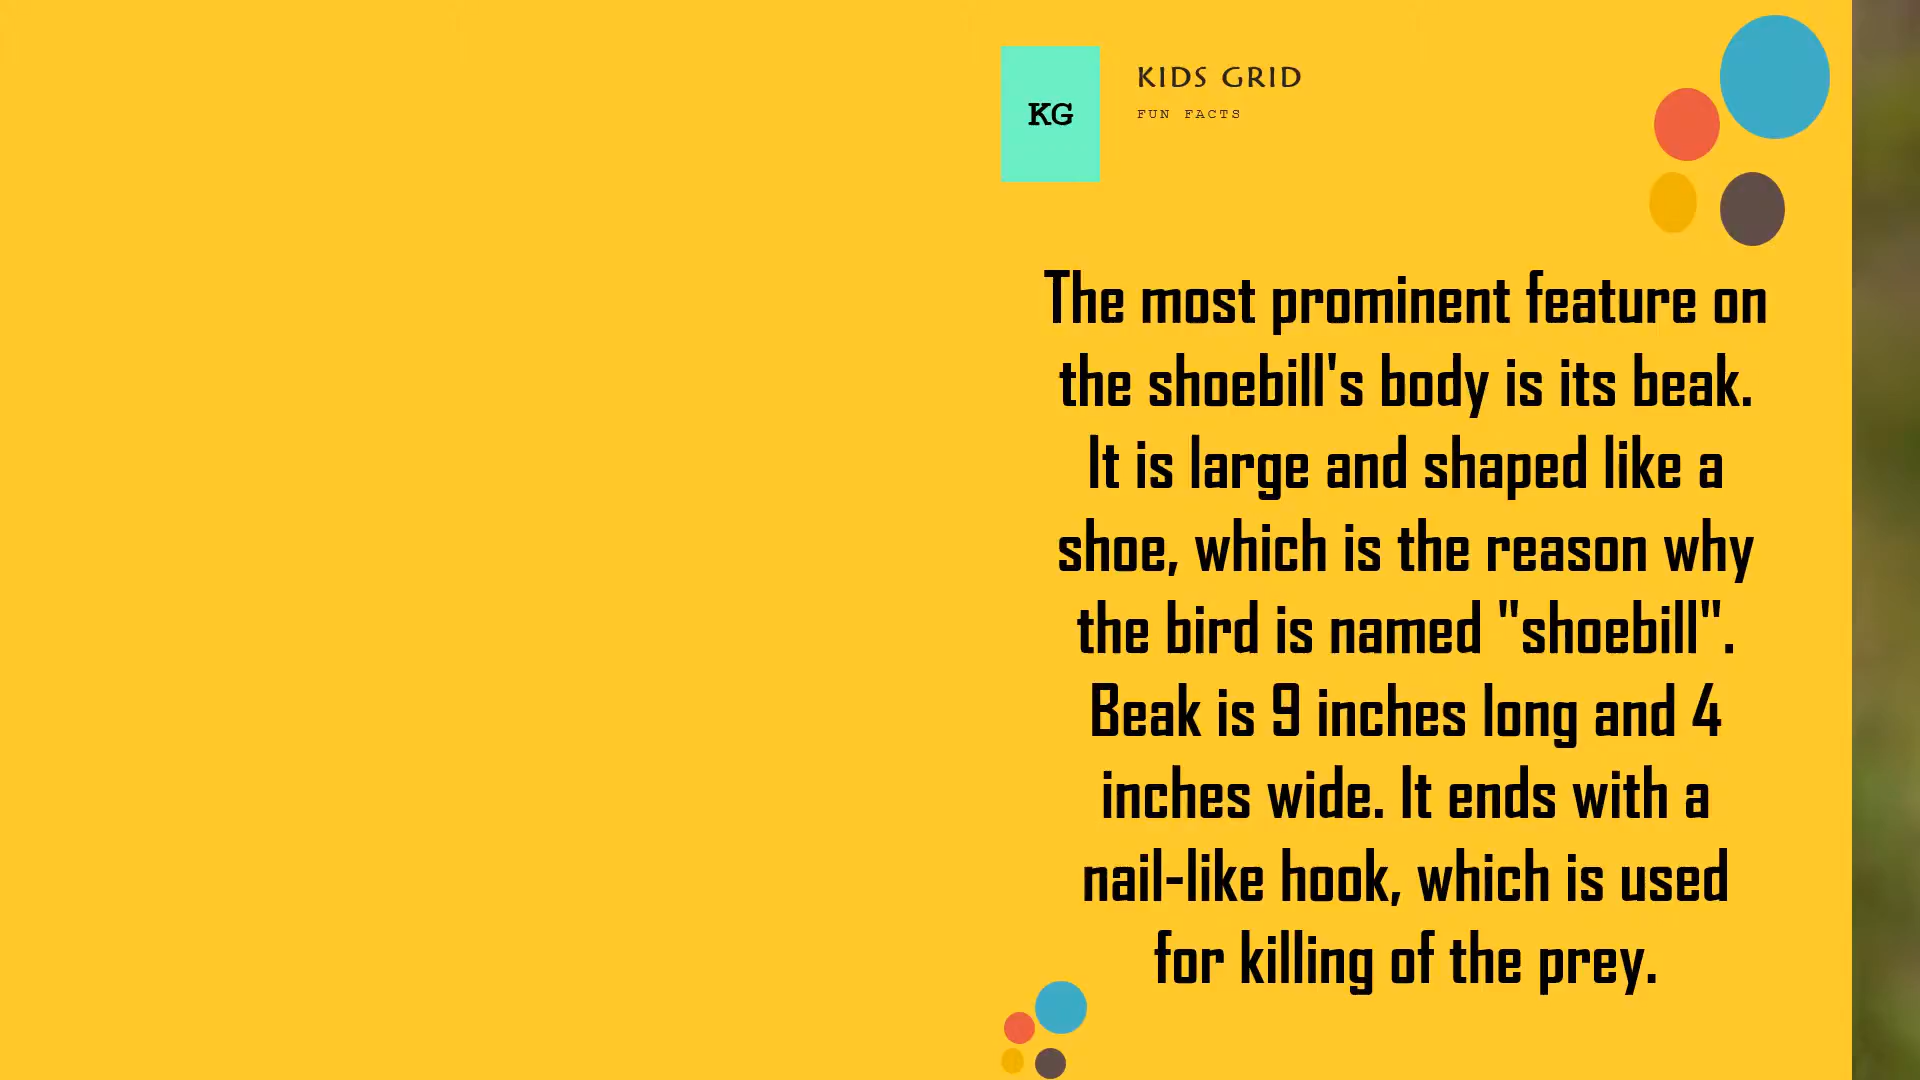 KG
KIDS GRID
FUN FACTS
The most prominent feature on
the shoebill's body is its beak.
It is large and shaped like a
shoe, which is the reason why
the bird is named "shoebill".
Beak is 9 inches long and 4
inches wide. It ends with a
nail-like hook, which is used
for killing of the prey.